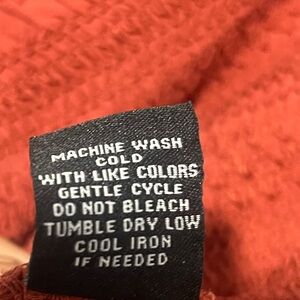 MACHINE WASH
COLD
WITH LIKE COLORS
GENTLE CYCLE
DO NOT BLEACH
TUMBLE DRY LOW
COOL IRON
IF NEEDED